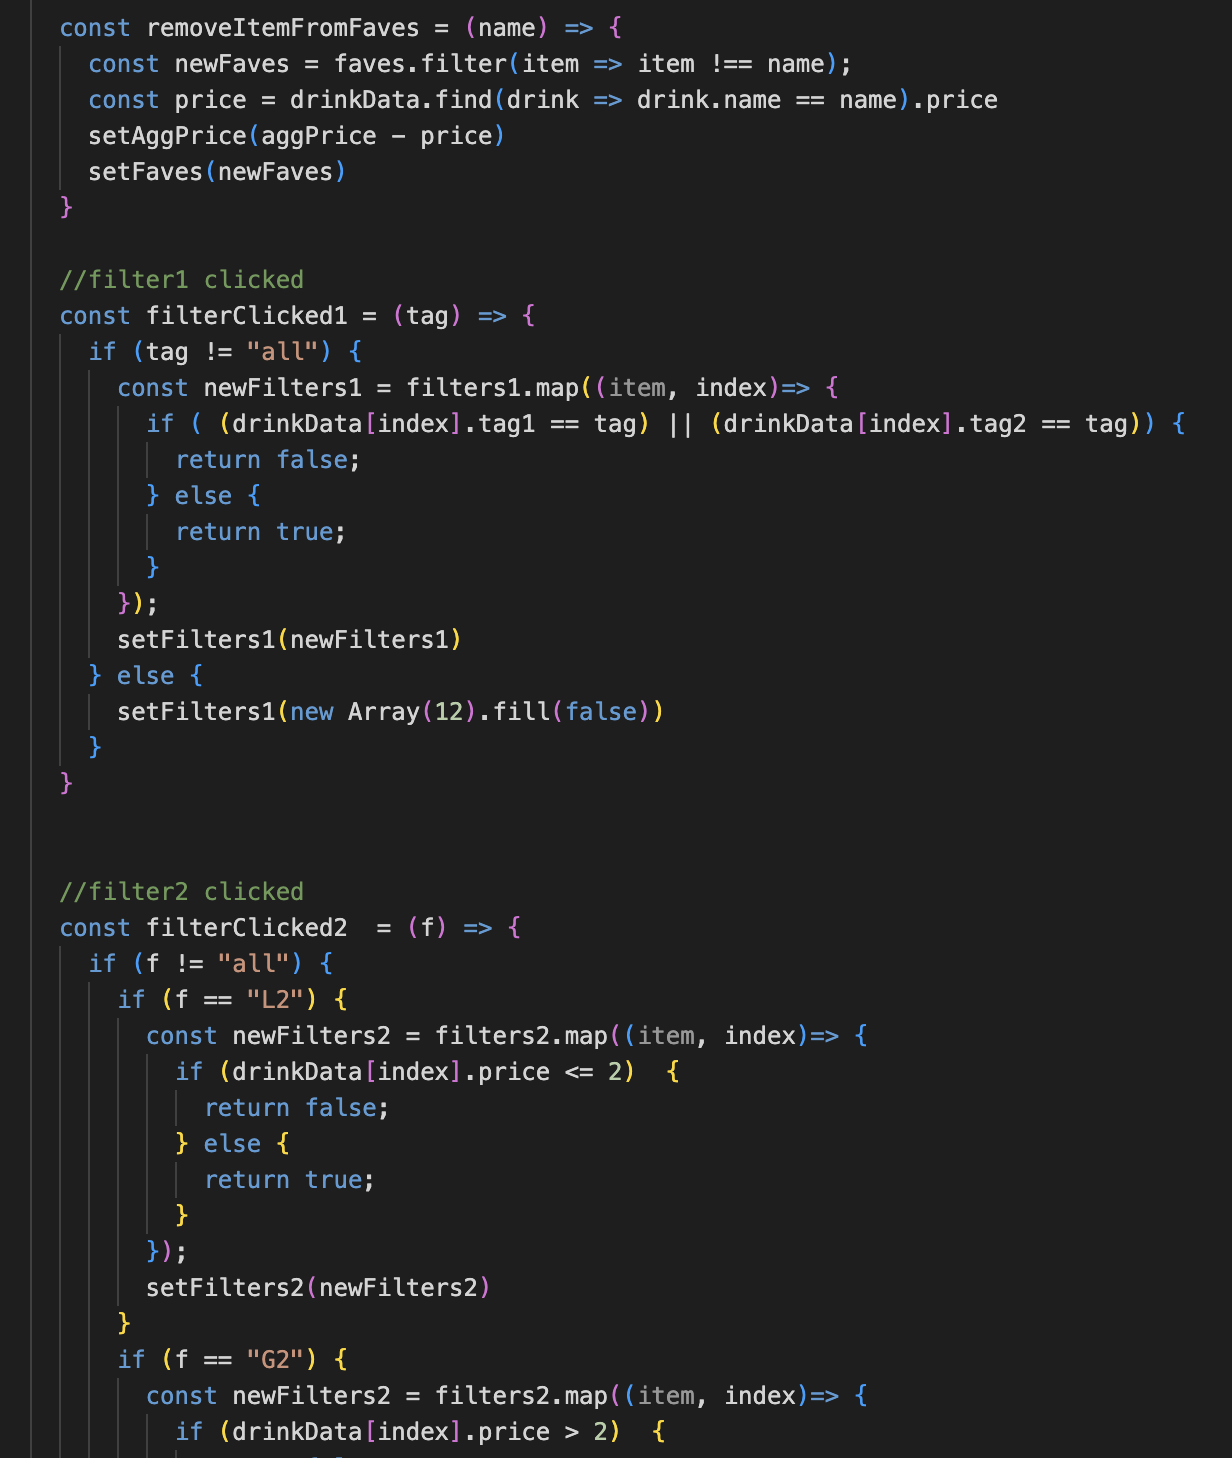 const removeItemFromFaves = (name) => {
  const newFaves = faves.filter(item => item !== name);
  const price = drinkData.find(drink => drink.name == name).price
  setAggPrice(aggPrice - price)
  setFaves(newFaves)
}

//filter1 clicked
const filterClicked1 = (tag) => {
  if (tag != "all") {
    const newFilters1 = filters1.map((item, index)=> {
      if ( (drinkData[index].tag1 == tag) || (drinkData[index].tag2 == tag)) {
        return false;
      } else {
        return true;
      }
    });
    setFilters1(newFilters1)
  } else {
    setFilters1(new Array(12).fill(false))
  }
}


//filter2 clicked
const filterClicked2  = (f) => {
  if (f != "all") {
    if (f == "L2") {
      const newFilters2 = filters2.map((item, index)=> {
        if (drinkData[index].price <= 2)  {
          return false;
        } else {
          return true;
        }
      });
      setFilters2(newFilters2)
    }
    if (f == "G2") {
      const newFilters2 = filters2.map((item, index)=> {
        if (drinkData[index].price > 2)  {